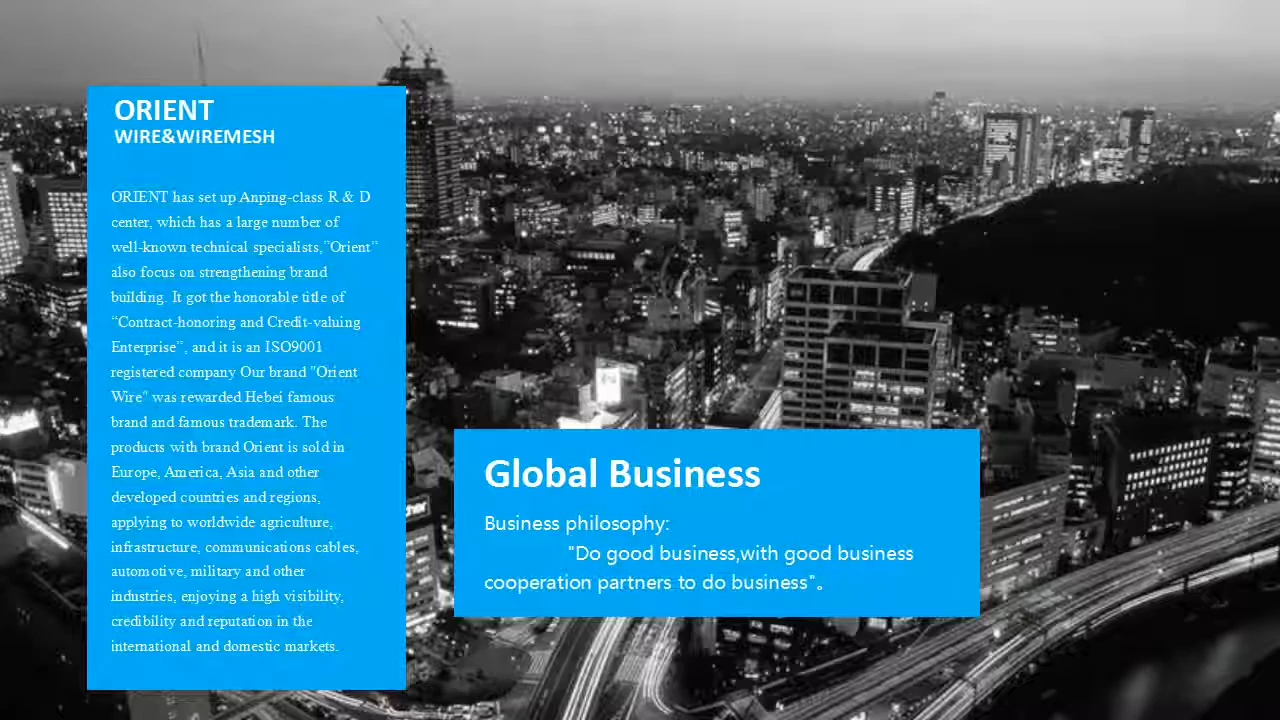 ORIENT
WIRE&WIREMESH
ORIENT has set up Anping-class R & D
center, which has a large number of
well-known technical specialists,"Orient"
also focus on strengthening brand
building. It got the honorable title of
“Contract-honoring and Credit-valuing
Enterprise”, and it is an ISO9001
registered company Our brand "Orient
Wire" was rewarded Hebei famous
brand and famous trademark. The
products with brand Orient is sold in
Europe, America, Asia and other
developed countries and regions,
applying to worldwide agriculture,
infrastructure, communications cables,
automotive, military and other
industries, enjoying a high visibility,
credibility and reputation in the
international and domestic markets.
Global Business
Business philosophy:
"Do good business,with good business
cooperation partners to do business"。